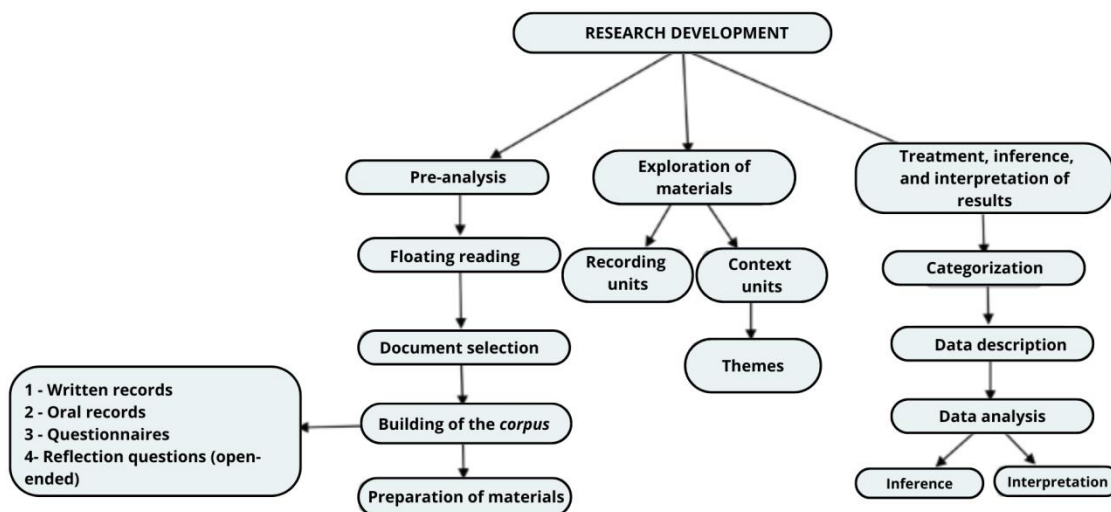 RESEARCH DEVELOPMENT
Pre-analysis
Floating reading
Document selection
Building of the corpus
Preparation of materials
1 - Written records
2 - Oral records
3 - Questionnaires
4- Reflection questions (open-
ended)
Exploration of
materials
Recording
units
Context
units
Themes
Treatment, inference,
and interpretation of
results
Categorization
Data description
Data analysis
Inference
Interpretation